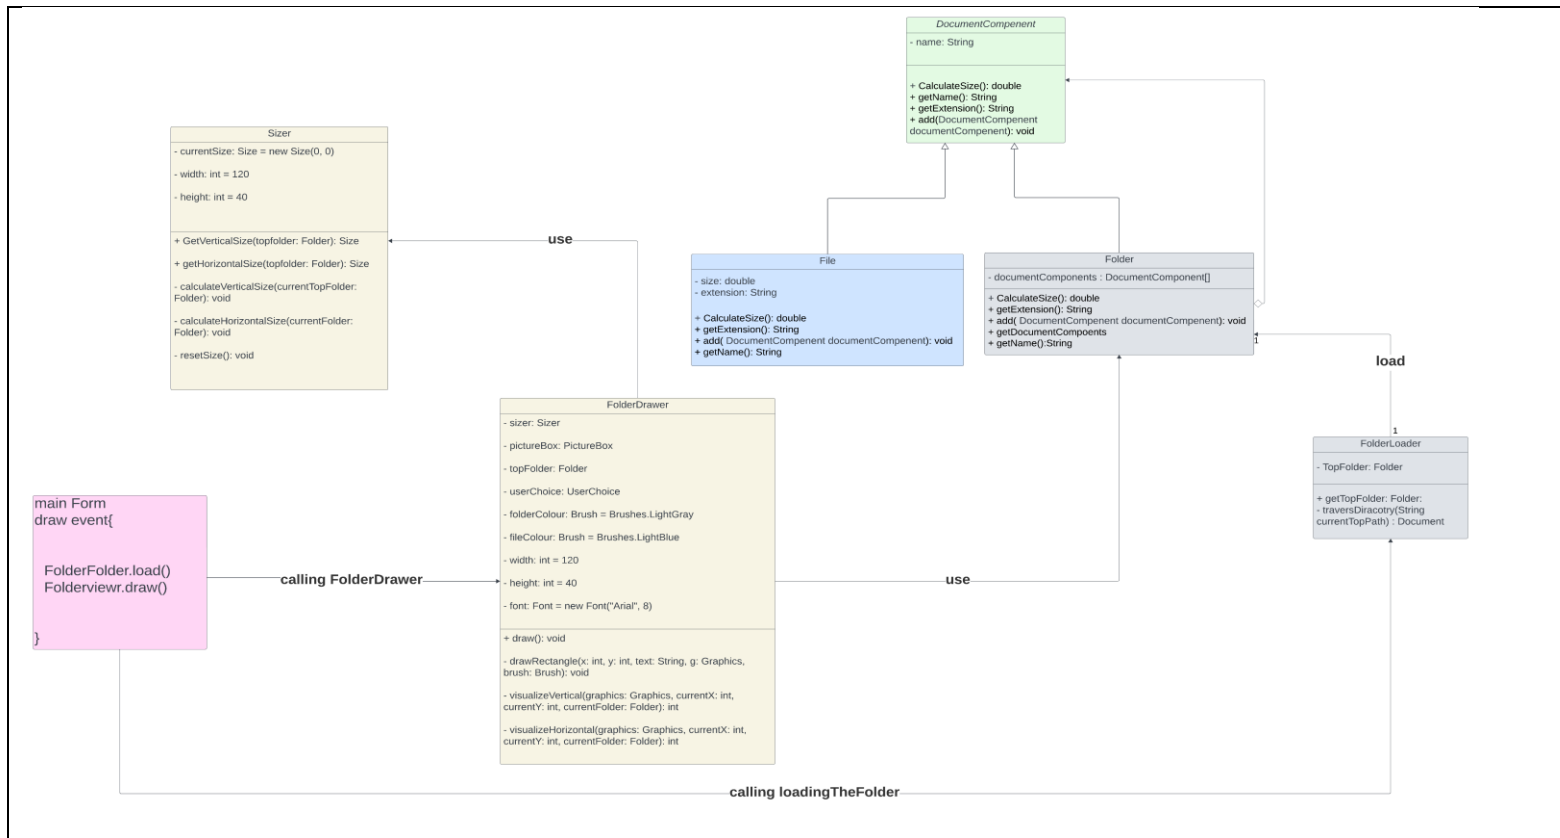 DocumentCompenent
- name: String
+ CalculateSize(): double
+ getName(): String
+ getExtension(): String
+ add(DocumentCompenent
documentCompenent): void
Sizer
- currentSize: Size = new Size(0, 0)
- width: int = 120
- height: int = 40
+ GetVerticalSize(topfolder: Folder): Size
+ getHorizontalSize(topfolder: Folder): Size
- calculateVerticalSize(currentTopFolder:
Folder): void
- calculateHorizontalSize(currentFolder:
Folder): void
- resetSize(): void
use
File
- size: double
- extension: String
+ CalculateSize(): double
+ getExtension(): String
+ add( DocumentCompenent documentCompenent): void
+ getName(): String
Folder
- documentComponents : DocumentComponent[]
+ CalculateSize(): double
+ getExtension(): String
+ add( DocumentCompenent documentCompenent): void
+ getDocumentCompoents
+ getName():String
1
load
1
FolderLoader
- TopFolder: Folder
+ getTopFolder: Folder:
- traversDiracotry(String
currentTopPath) : Document
FolderDrawer
- sizer: Sizer
- pictureBox: PictureBox
- topFolder: Folder
- userChoice: UserChoice
- folderColour: Brush = Brushes.LightGray
- fileColour: Brush = Brushes.LightBlue
- width: int = 120
- height: int = 40
- font: Font = new Font("Arial", 8)
+ draw(): void
- drawRectangle(x: int, y: int, text: String, g: Graphics,
brush: Brush): void
- visualizeVertical(graphics: Graphics, currentX: int,
currentY: int, currentFolder: Folder): int
- visualizeHorizontal(graphics: Graphics, currentX: int,
currentY: int, currentFolder: Folder): int
main Form
draw event{
FolderFolder.load()
Folderviewr.draw()
}
calling FolderDrawer
use
calling loadingTheFolder